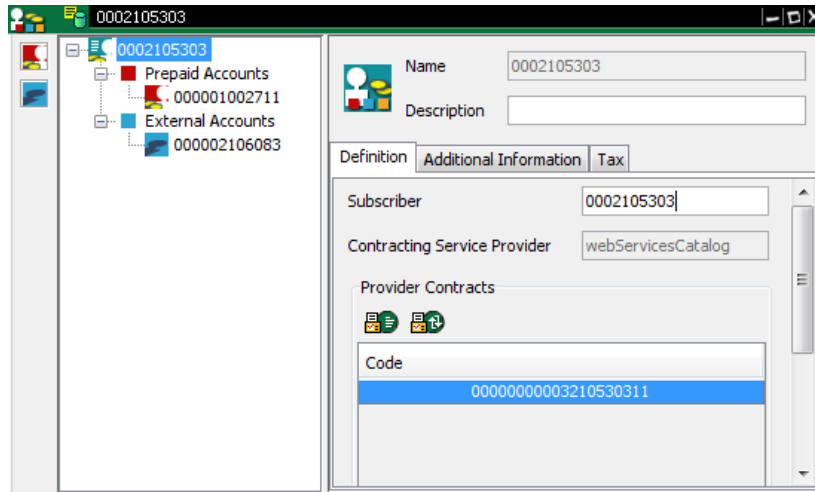 0002105303
0002105303
Prepaid Accounts
000001002711
External Accounts
000002106083
Name 0002105303
Description
Definition Additional Information Tax
Subscriber 0002105303
Contracting Service Provider webServicesCatalog
Provider Contracts
Code
00000000003210530311